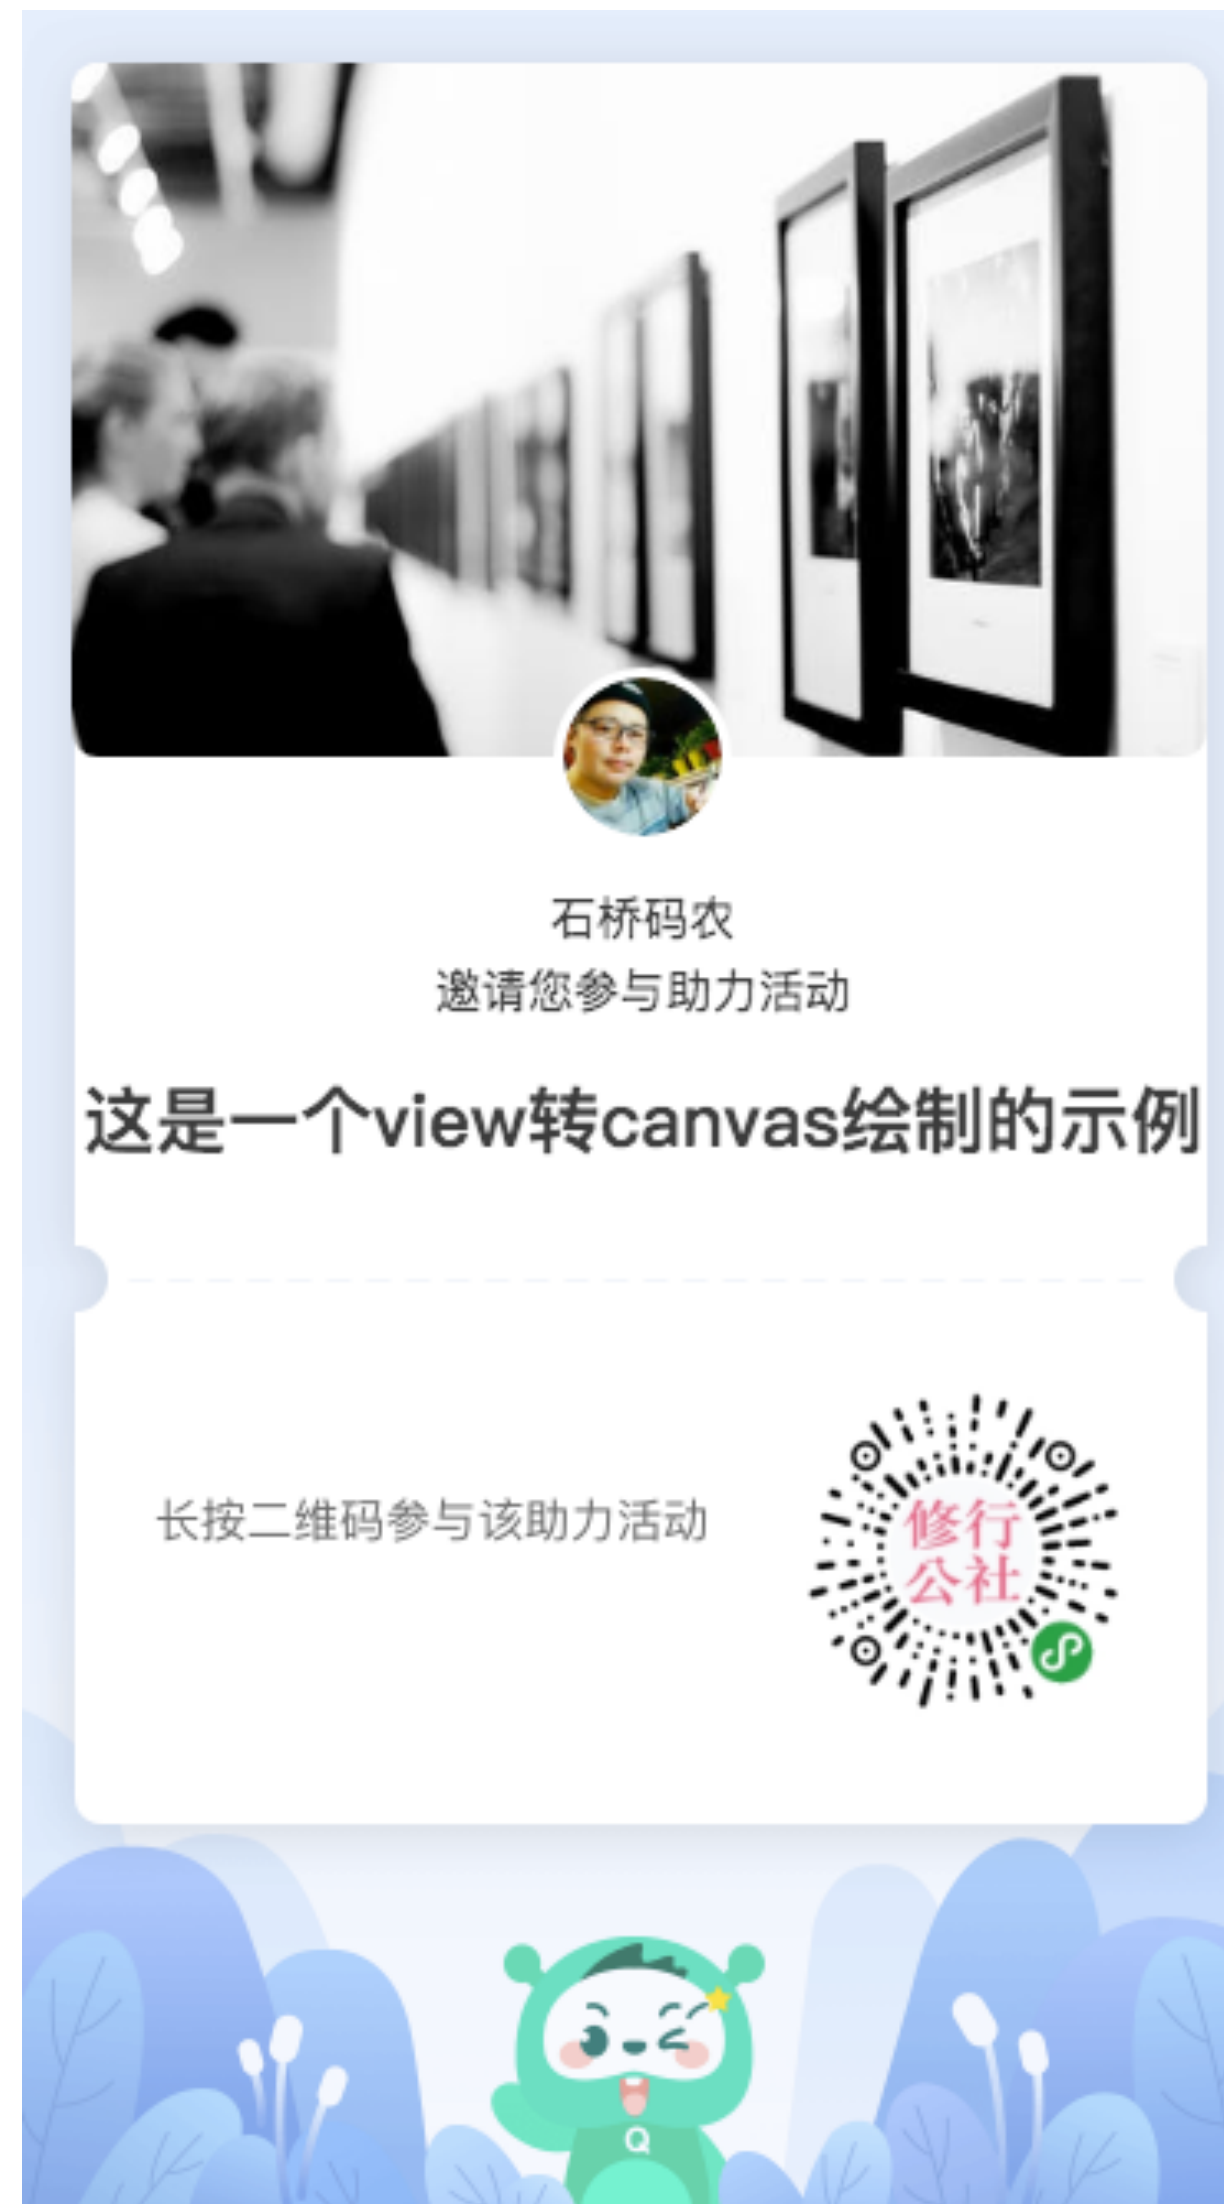 石桥码农
邀请您参与助力活动
这是一个view转canvas绘制的示例
长按二维码参与该助力活动
修行
公社
Q